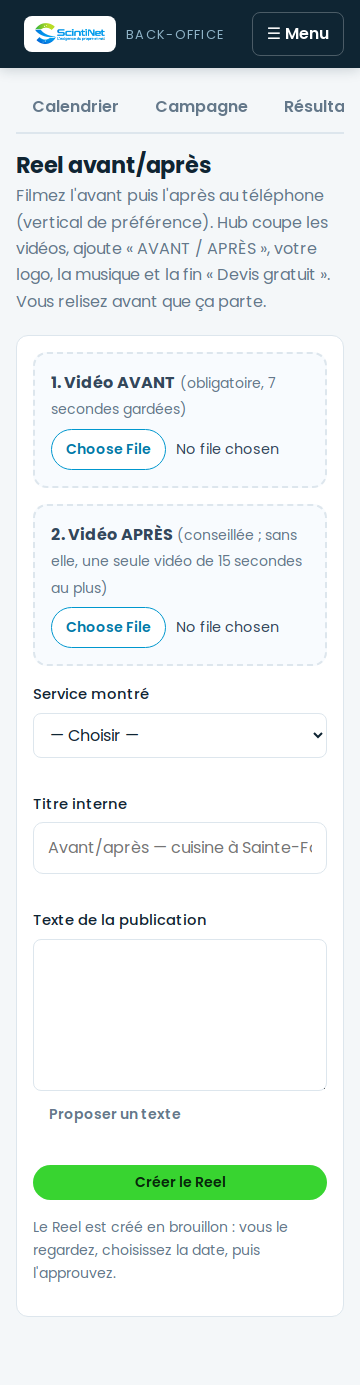 ScintiNet
BACK-OFFICE
☰ Menu
Calendrier Campagne Résulta
Reel avant/après
Filmez l'avant puis l'après au téléphone
(vertical de préférence). Hub coupe les
vidéos, ajoute « AVANT / APRÈS », votre
logo, la musique et la fin « Devis gratuit ».
Vous relisez avant que ça parte.
1. Vidéo AVANT (obligatoire, 7
secondes gardées)
Choose File No file chosen
2. Vidéo APRÈS (conseillée ; sans
elle, une seule vidéo de 15 secondes
au plus)
Choose File No file chosen
Service montré
— Choisir —
Titre interne
Avant/après — cuisine à Sainte-Fo
Texte de la publication
Proposer un texte
Créer le Reel
Le Reel est créé en brouillon : vous le
regardez, choisissez la date, puis
l'approuvez.